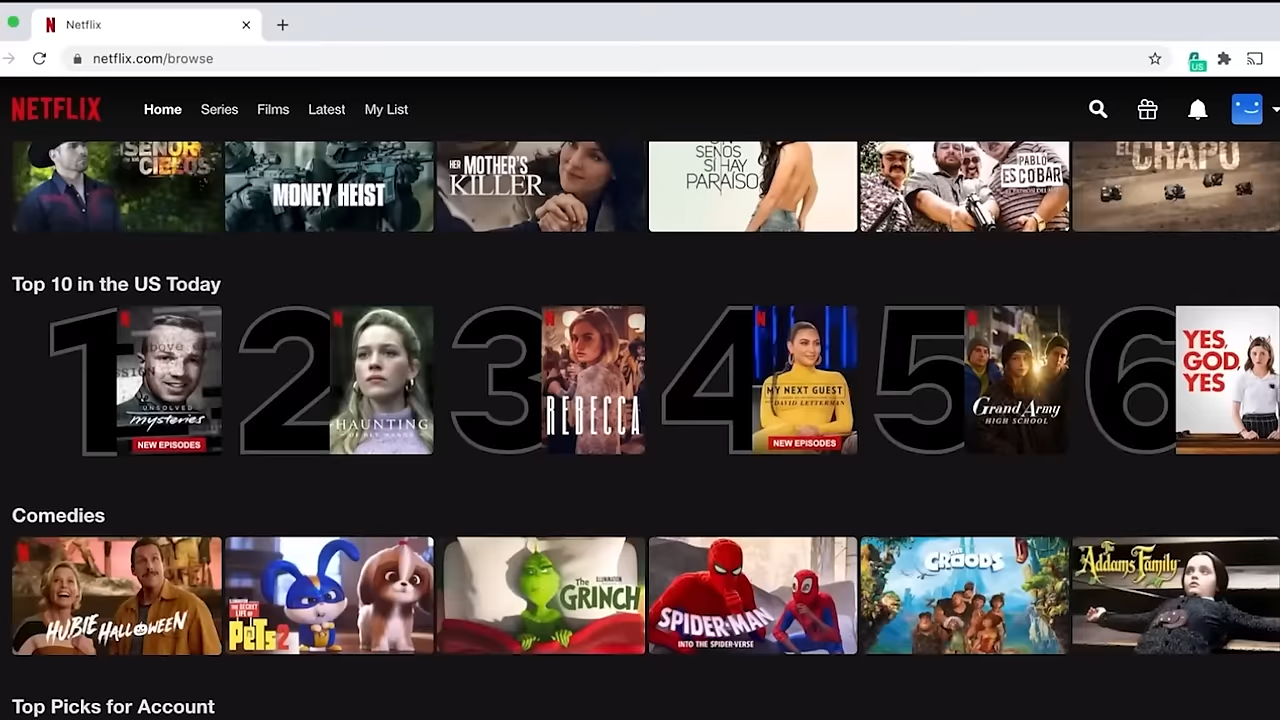 Netflix
netflix.com/browse
US
NETFLIX
Home
Series
Films
Latest
My List
SEÑOR
CIELOS
MONEY HEIST
HER MOTHER'S
KILLER
SENOS
SÍ HAY
PARAÍSO
PABLO
ESCOBAR
EL CHAPO
Top 10 in the US Today
1
UNSOLVED
mysteries
NEW EPISODES
2
HAUNTING
3
REBECCA
4
MY NEXT GUEST
DAVID LETTERMAN
NEW EPISODES
5
Grand Army
HIGH SCHOOL
6
YES,
GOD,
YES
Comedies
HUBIE HALLOWEEN
ILLUMINATION
THE SECRET
LIFE OF
PETS 2
ILLUMINATION
The
GRINCH
SPIDER-MAN
INTO THE SPIDER-VERSE
THE
CROODS
The
Addams Family
Top Picks for Account